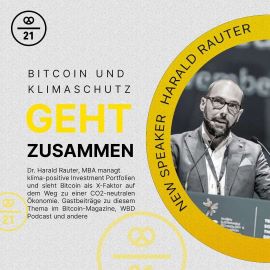 21
BITCOIN UND
KLIMASCHUTZ
GEHT
ZUSAMMEN
Dr. Harald Rauter, MBA managt
klima-positive Investment Portfolien
und sieht Bitcoin als X-Faktor auf
dem Weg zu einer CO2-neutralen
Ökonomie. Gastbeiträge zu diesem
Thema im Bitcoin-Magazine, WBD
Podcast und andere
NEW SPEAKER HARALD RAUTER
21